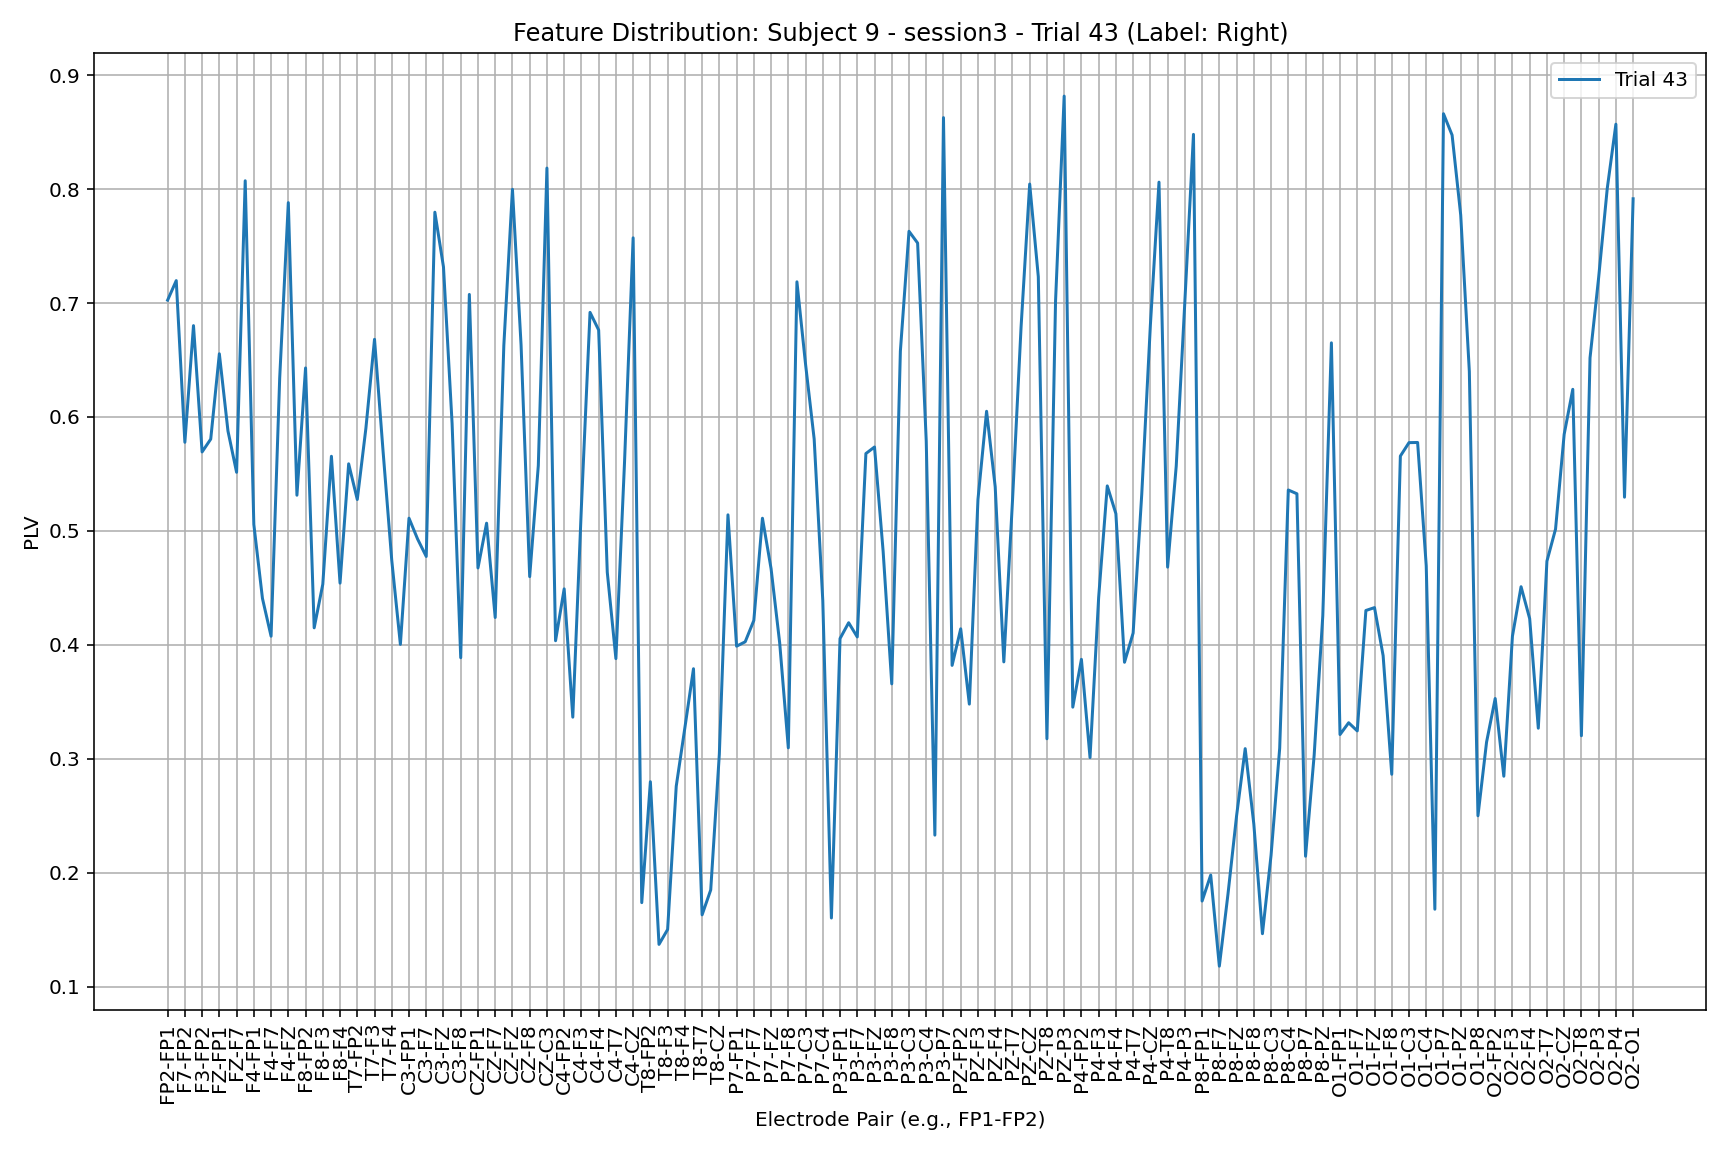 Feature Distribution: Subject 9 - session3 - Trial 43 (Label: Right)
Trial 43
0.9
0.8
0.7
0.6
0.5
0.4
0.3
0.2
0.1
PLV
FP2-FP1
F7-FP2
F3-FP2
FZ-FP1
FZ-F7
F4-FP1
F4-F7
F4-FZ
F8-FP2
F8-F3
F8-F4
T7-FP2
T7-F3
T7-F4
C3-FP1
C3-F7
C3-FZ
C3-F8
CZ-FP1
CZ-F7
CZ-FZ
CZ-F8
CZ-C3
C4-FP2
C4-F3
C4-F4
C4-T7
C4-CZ
T8-FP2
T8-F3
T8-F4
T8-T7
T8-CZ
P7-FP1
P7-F7
P7-FZ
P7-F8
P7-C3
P7-C4
P3-FP1
P3-F7
P3-FZ
P3-F8
P3-C3
P3-C4
P3-P7
PZ-FP2
PZ-F3
PZ-F4
PZ-T7
PZ-CZ
PZ-T8
PZ-P3
P4-FP2
P4-F3
P4-F4
P4-T7
P4-CZ
P4-T8
P4-P3
P8-FP1
P8-F7
P8-FZ
P8-F8
P8-C3
P8-C4
P8-P7
P8-PZ
O1-FP1
O1-F7
O1-FZ
O1-F8
O1-C3
O1-C4
O1-P7
O1-PZ
O1-P8
O2-FP2
O2-F3
O2-F4
O2-T7
O2-CZ
O2-T8
O2-P3
O2-P4
O2-O1
Electrode Pair (e.g., FP1-FP2)